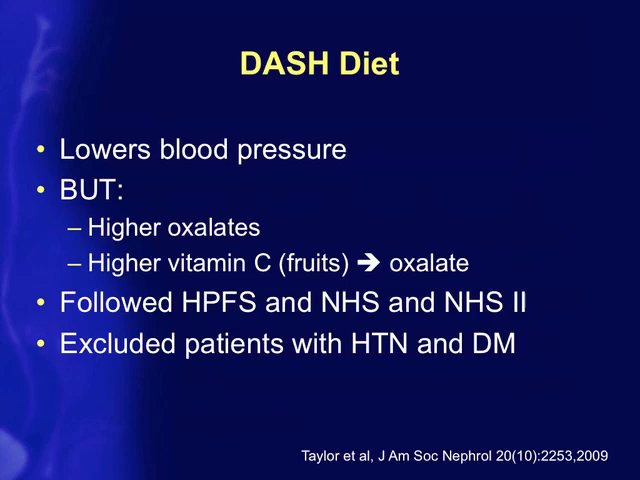 DASH Diet
• Lowers blood pressure
• BUT:
– Higher oxalates
– Higher vitamin C (fruits) ➔ oxalate
• Followed HPFS and NHS and NHS II
• Excluded patients with HTN and DM
Taylor et al, J Am Soc Nephrol 20(10):2253,2009